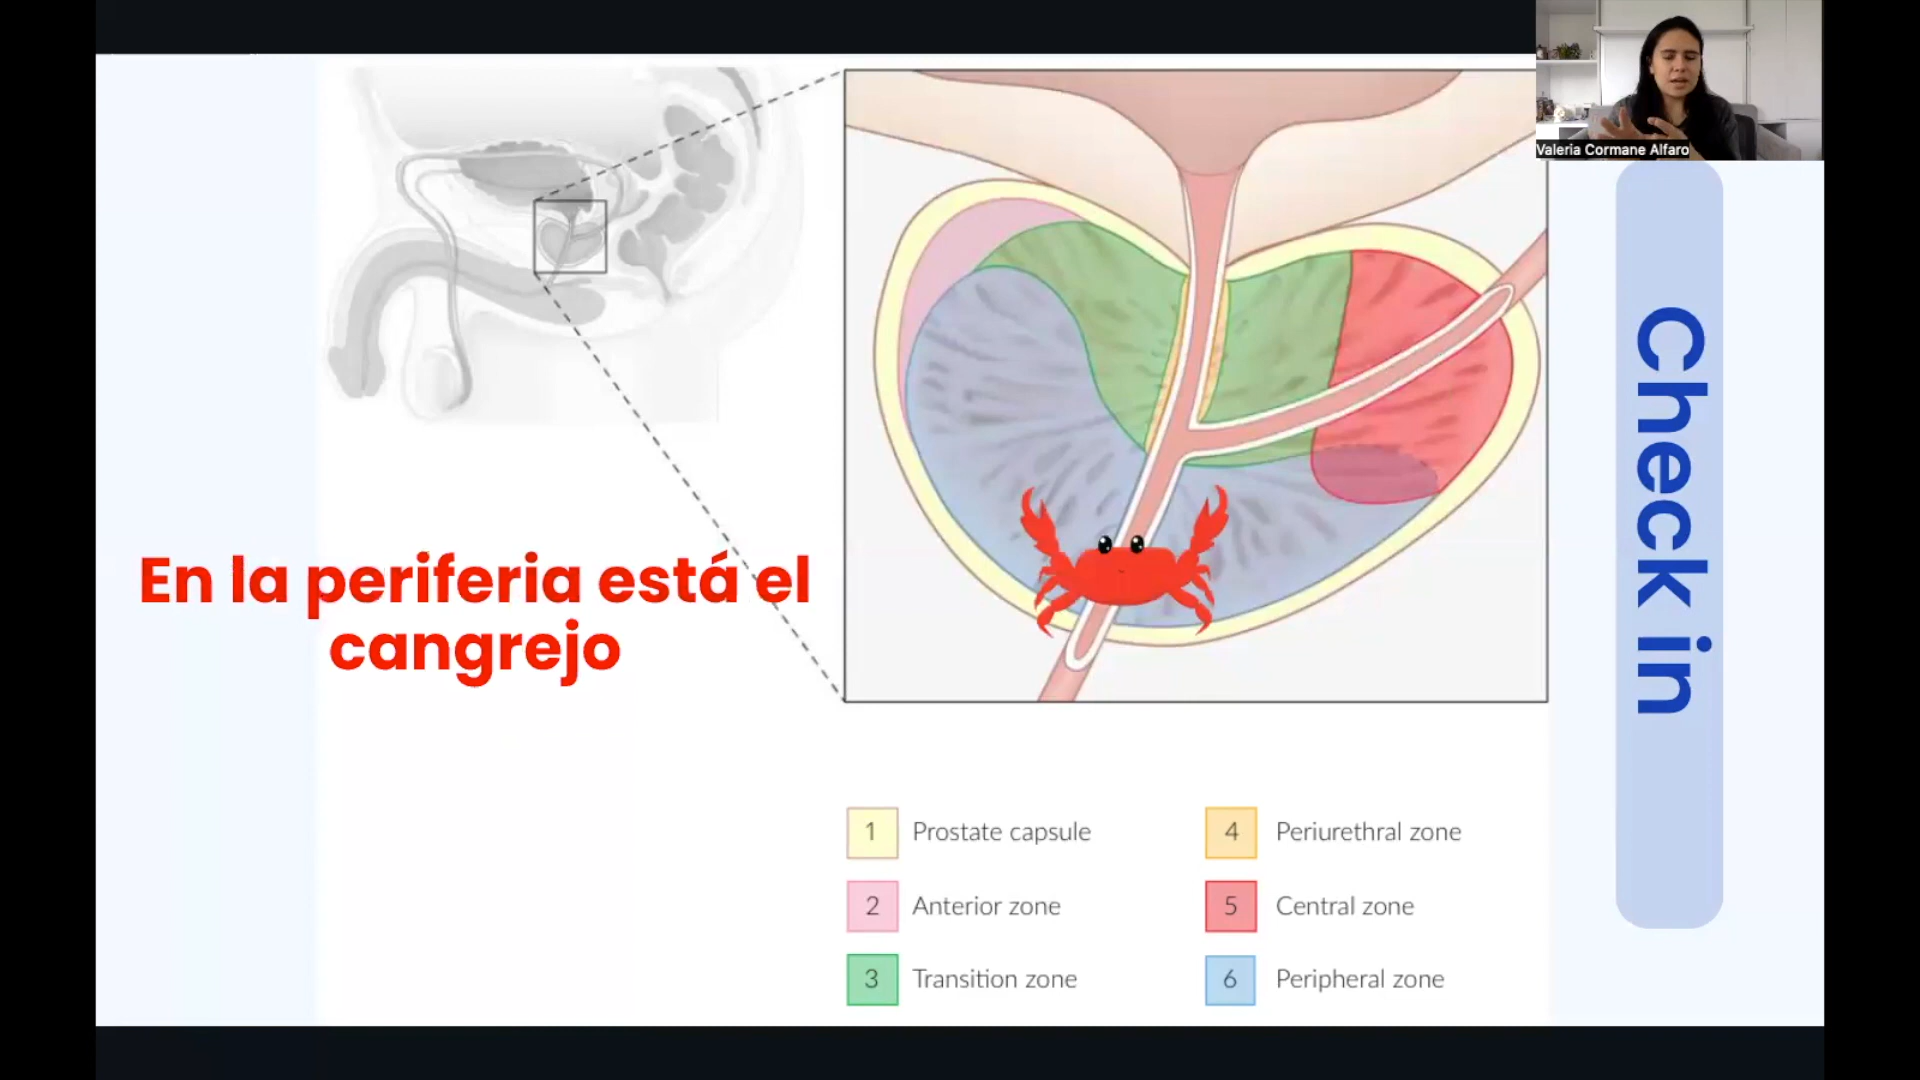 Valeria Cormane Alfaro
En la periferia está el
cangrejo
Check in
1 Prostate capsule
2 Anterior zone
3 Transition zone
4 Periurethral zone
5 Central zone
6 Peripheral zone